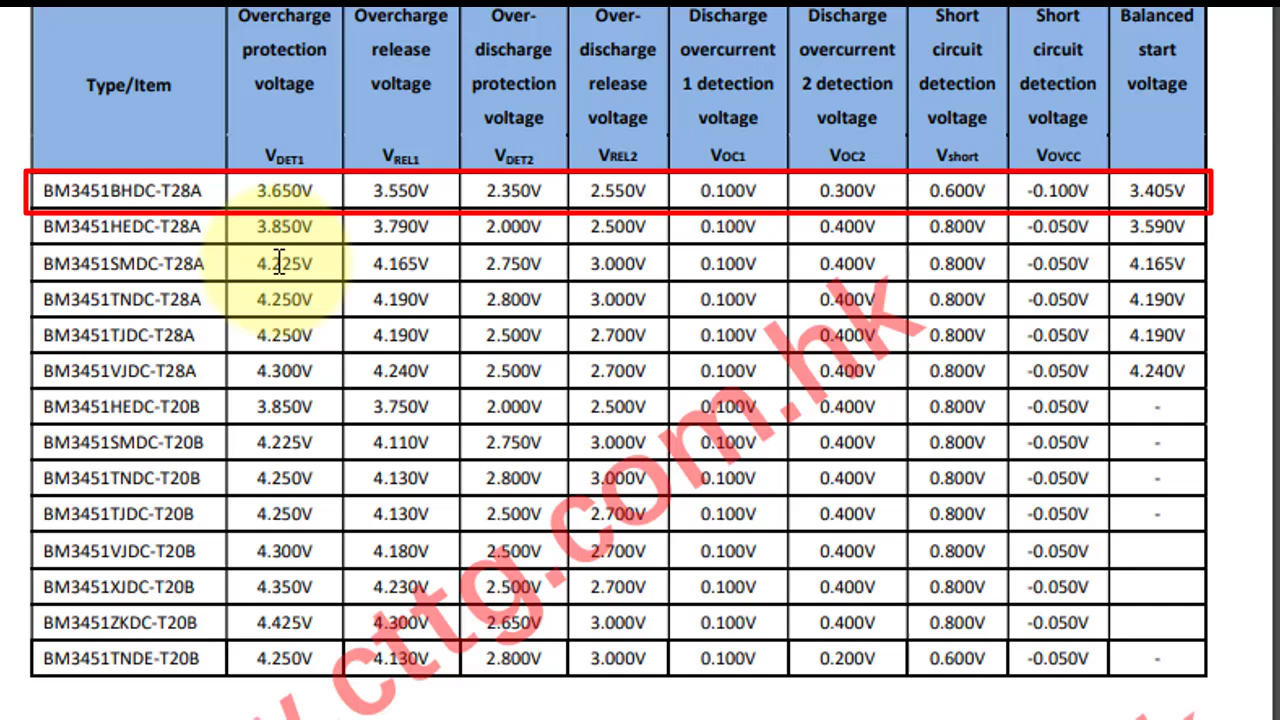 Type/Item
Overcharge protection voltage VDET1
Overcharge release voltage VREL1
Over-discharge protection voltage VDET2
Over-discharge release voltage VREL2
Discharge overcurrent 1 detection voltage VOC1
Discharge overcurrent 2 detection voltage VOC2
Short circuit detection voltage Vshort
Short circuit detection voltage VOVCC
Balanced start voltage
BM3451BHDC-T28A 3.650V 3.550V 2.350V 2.550V 0.100V 0.300V 0.600V -0.100V 3.405V
BM3451HEDC-T28A 3.850V 3.790V 2.000V 2.500V 0.100V 0.400V 0.800V -0.050V 3.590V
BM3451SMDC-T28A 4.225V 4.165V 2.750V 3.000V 0.100V 0.400V 0.800V -0.050V 4.165V
BM3451TNDC-T28A 4.250V 4.190V 2.800V 3.000V 0.100V 0.400V 0.800V -0.050V 4.190V
BM3451TJDC-T28A 4.250V 4.190V 2.500V 2.700V 0.100V 0.400V 0.800V -0.050V 4.190V
BM3451VJDC-T28A 4.300V 4.240V 2.500V 2.700V 0.100V 0.400V 0.800V -0.050V 4.240V
BM3451HEDC-T20B 3.850V 3.750V 2.000V 2.500V 0.100V 0.400V 0.800V -0.050V -
BM3451SMDC-T20B 4.225V 4.110V 2.750V 3.000V 0.100V 0.400V 0.800V -0.050V -
BM3451TNDC-T20B 4.250V 4.130V 2.800V 3.000V 0.100V 0.400V 0.800V -0.050V -
BM3451TJDC-T20B 4.250V 4.130V 2.500V 2.700V 0.100V 0.400V 0.800V -0.050V -
BM3451VJDC-T20B 4.300V 4.180V 2.500V 2.700V 0.100V 0.400V 0.800V -0.050V
BM3451XJDC-T20B 4.350V 4.230V 2.500V 2.700V 0.100V 0.400V 0.800V -0.050V
BM3451ZKDC-T20B 4.425V 4.300V 2.650V 3.000V 0.100V 0.400V 0.800V -0.050V
BM3451TNDE-T20B 4.250V 4.130V 2.800V 3.000V 0.100V 0.200V 0.600V -0.050V -
.cttg.com.hk